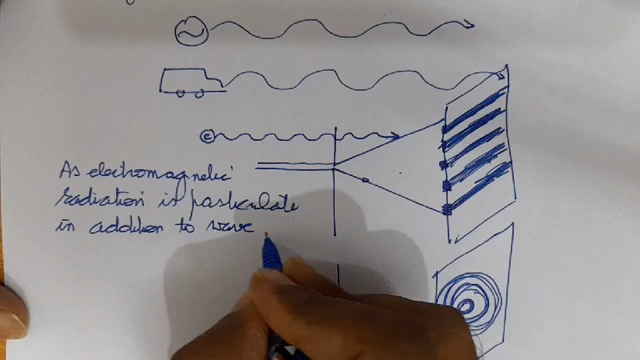 e
As electromagnetic
radiation is particulate
in addition to wave